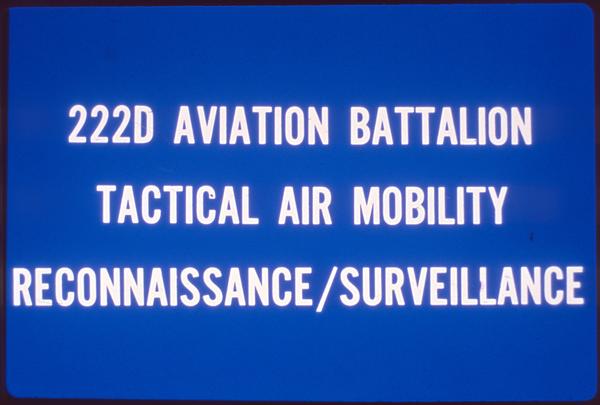 222D AVIATION BATTALION
TACTICAL AIR MOBILITY
RECONNAISSANCE/SURVEILLANCE